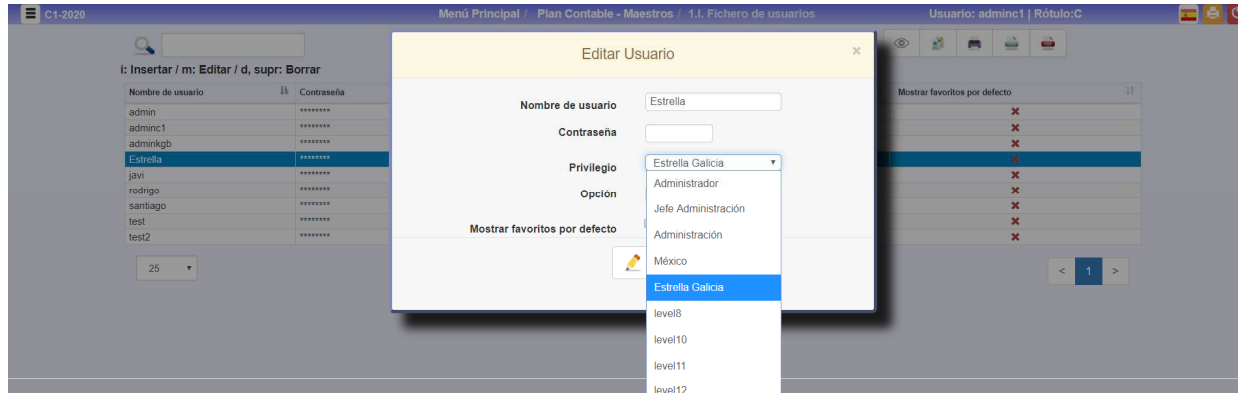 C1-2020 Menú Principal / Plan Contable - Maestros / 1.I. Fichero de usuarios Usuario: adminc1 | Rótulo:C
i: Insertar / m: Editar / d, supr: Borrar
Nombre de usuario Contraseña Mostrar favoritos por defecto
admin ********
adminc1 ********
adminkgb ********
Estrella ********
javi ********
rodrigo ********
santiago ********
test ********
test2 ********
25
< 1 >
Editar Usuario ×
Nombre de usuario Estrella
Contraseña
Privilegio Estrella Galicia
Opción
Mostrar favoritos por defecto
Administrador
Jefe Administración
Administración
México
Estrella Galicia
level8
level10
level11
level12